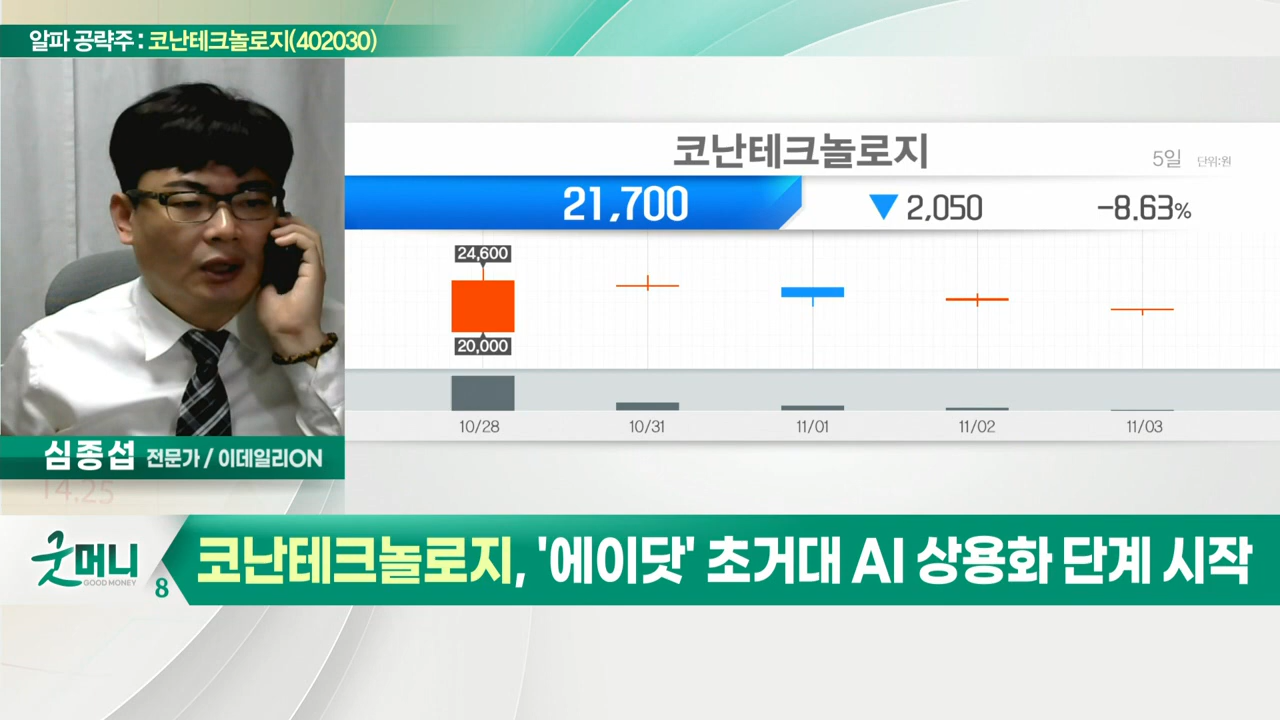 알파 공략주 : 코난테크놀로지(402030)
코난테크놀로지
5일 단위:원
21,700 ▼ 2,050 -8.63%
24,600
20,000
10/28 10/31 11/01 11/02 11/03
심종섭 전문가 / 이데일리ON
14.25
굿머니
GOOD MONEY
8
코난테크놀로지, '에이닷' 초거대 AI 상용화 단계 시작